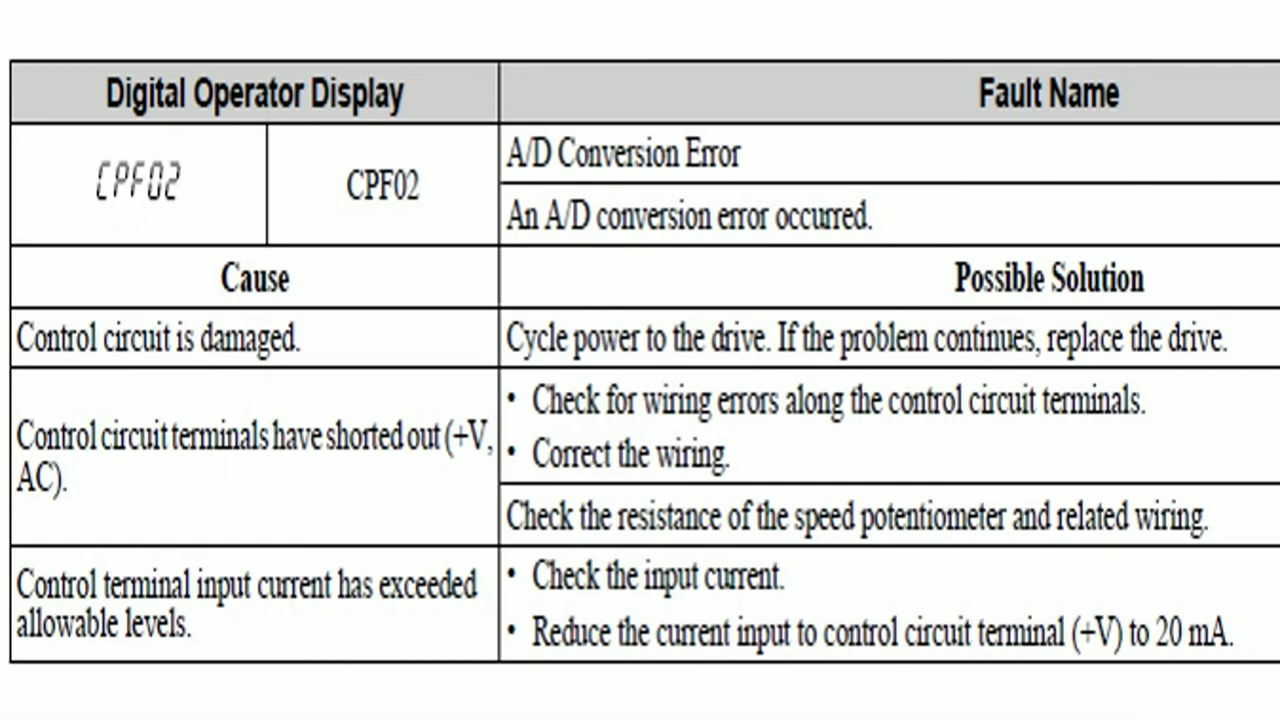 Digital Operator Display
Fault Name
CPF02
CPF02
A/D Conversion Error
An A/D conversion error occurred.
Cause
Possible Solution
Control circuit is damaged.
Cycle power to the drive. If the problem continues, replace the drive.
Control circuit terminals have shorted out (+V,
AC).
• Check for wiring errors along the control circuit terminals.
• Correct the wiring.
Check the resistance of the speed potentiometer and related wiring.
Control terminal input current has exceeded
allowable levels.
• Check the input current.
• Reduce the current input to control circuit terminal (+V) to 20 mA.